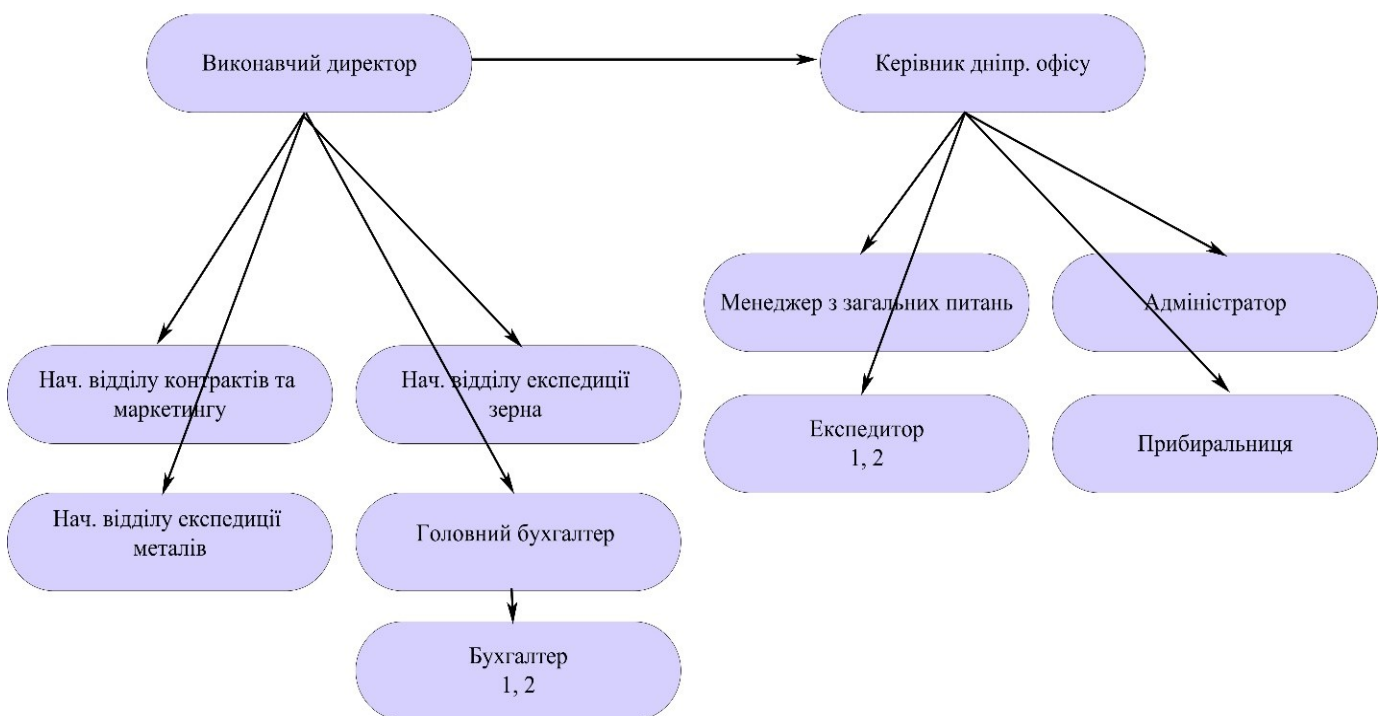 Виконавчий директор
Керівник дніпр. офісу
Менеджер з загальних питань
Адміністратор
Нач. відділу контрактів та
маркетингу
Нач. відділу експедиції
зерна
Експедитор
1, 2
Прибиральниця
Нач. відділу експедиції
металів
Головний бухгалтер
Бухгалтер
1, 2